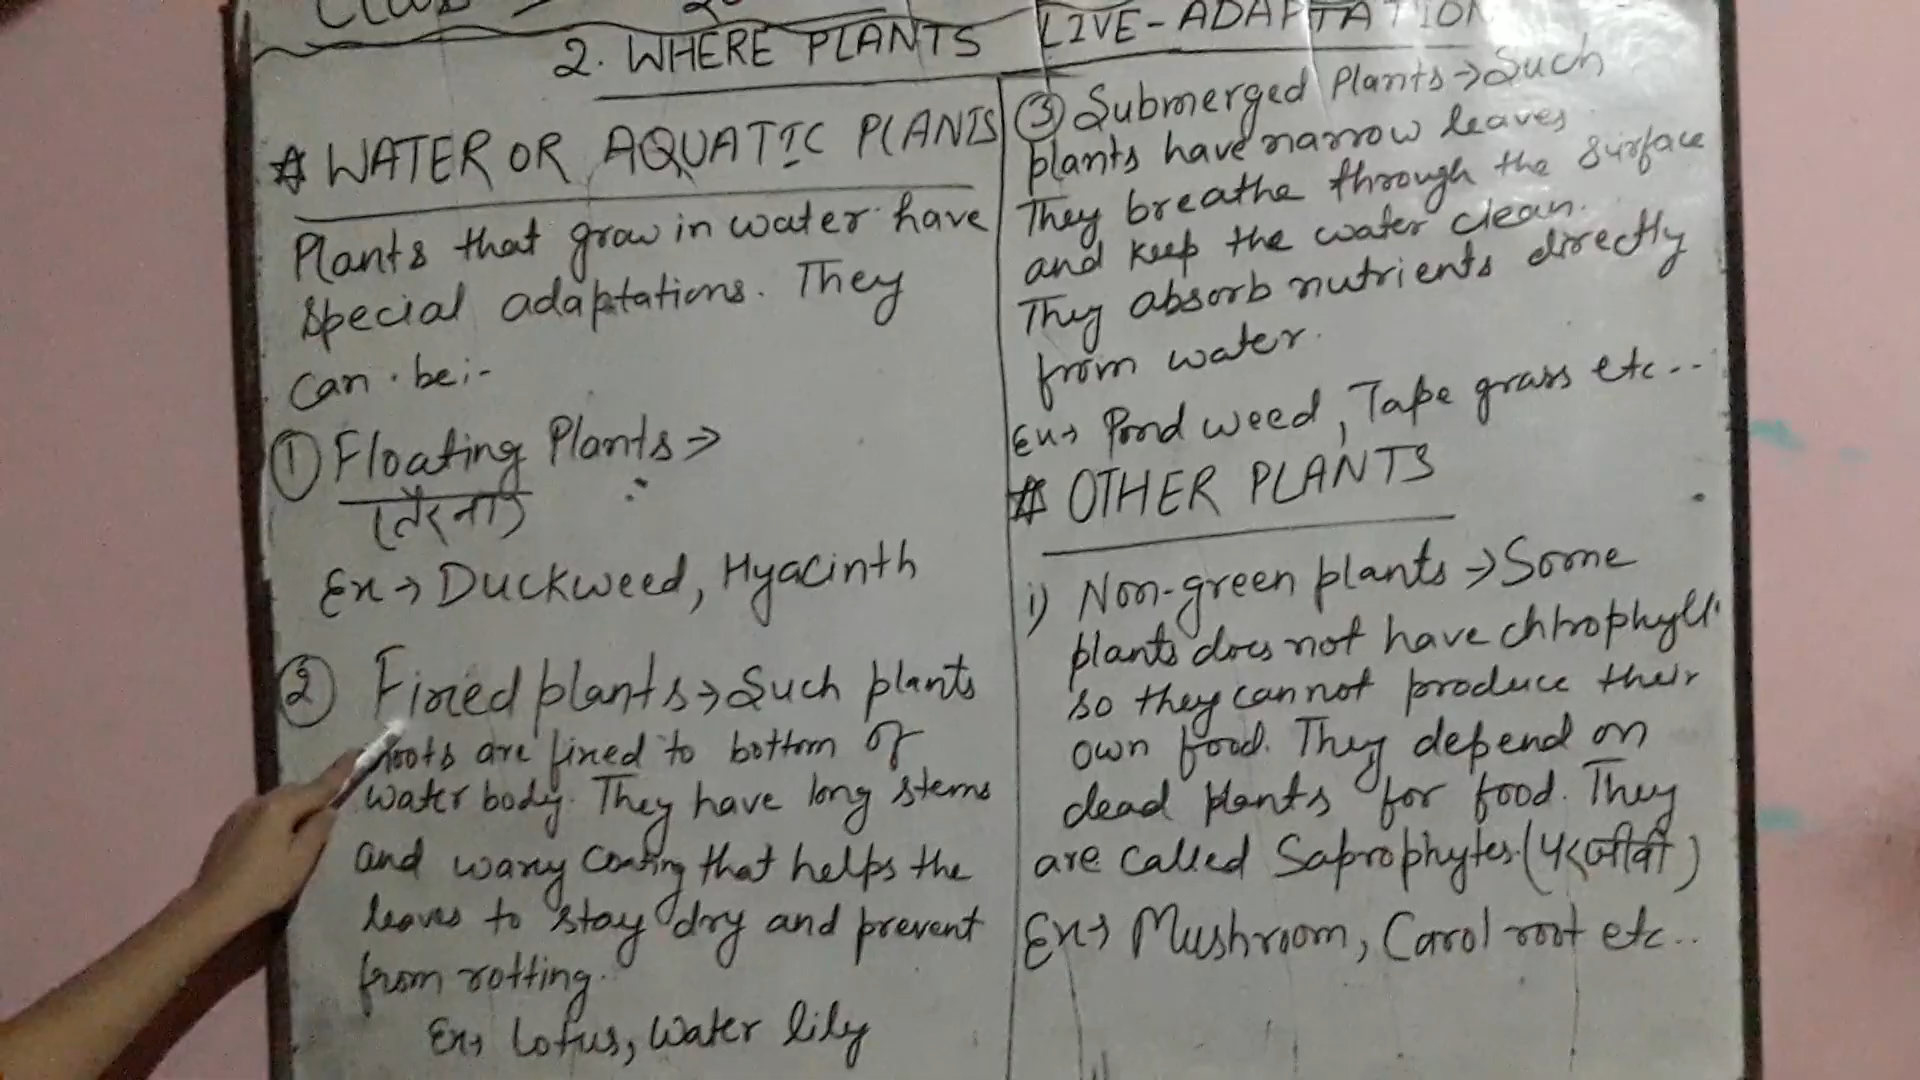 2. WHERE PLANTS LIVE-ADAPTATION
☆ WATER OR AQUATIC PLANTS
Plants that grow in water have
special adaptations. They
can be:-
① Floating Plants →
(तैरना)
Ex→ Duckweed, Hyacinth
② Fixed plants → Such plants
roots are fixed to bottom of
water body. They have long stems
and waxy coating that helps the
leaves to stay dry and prevent
from rotting.
Ex→ Lotus, Water lily
③ Submerged Plants → Such
plants have narrow leaves
They breathe through the surface
and keep the water clean.
They absorb nutrients directly
from water.
Ex→ Pond weed, Tape grass etc..
☆ OTHER PLANTS
i) Non-green plants → Some
plants does not have chlrophyll
so they cannot produce their
own food. They depend on
dead plants for food. They
are called Saprophytes. (परजीवी)
Ex→ Mushroom, Carol root etc..